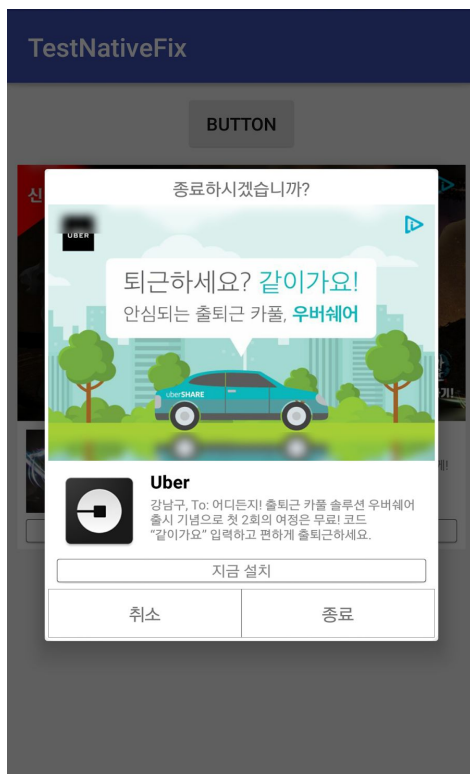 TestNativeFix
BUTTON
신
종료하시겠습니까?
UBER
퇴근하세요? 같이가요!
안심되는 출퇴근 카풀, 우버쉐어
uberSHARE
Uber
강남구, To: 어디든지! 출퇴근 카풀 솔루션 우버쉐어
출시 기념으로 첫 2회의 여정은 무료! 코드
“같이가요” 입력하고 편하게 출퇴근하세요.
지금 설치
취소
종료